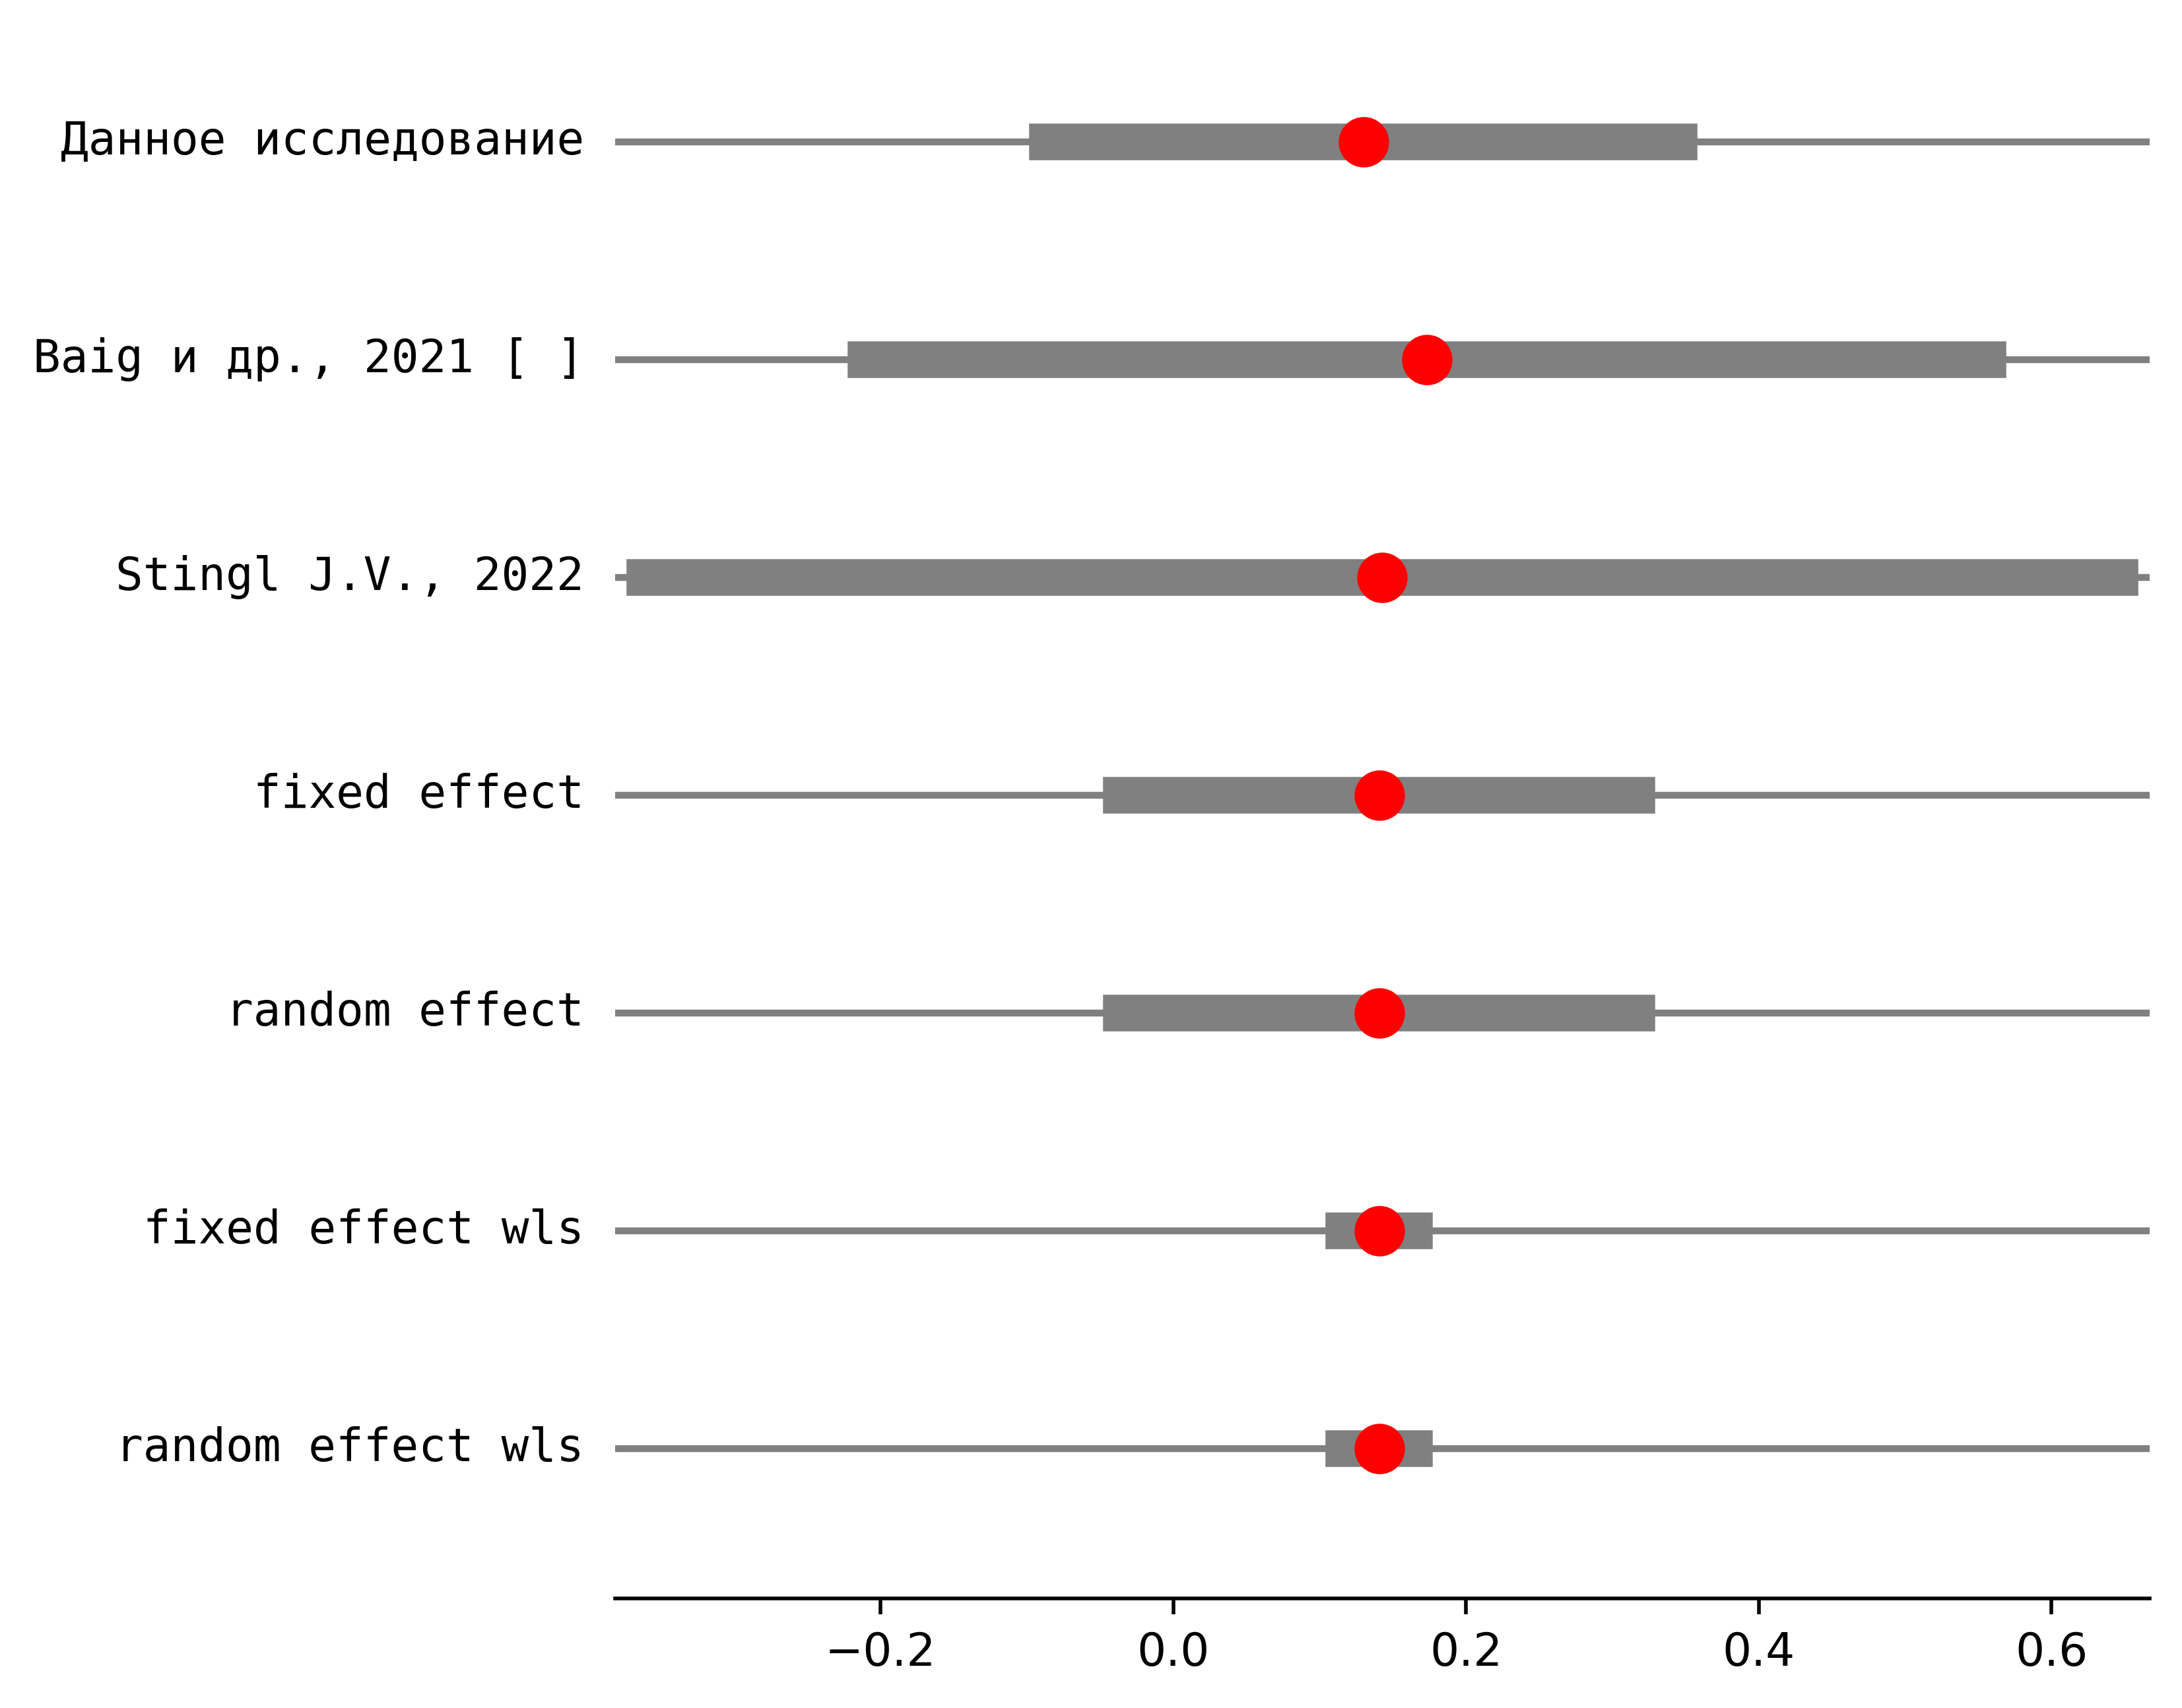 Данное исследование
Baig и др., 2021 [ ]
Stingl J.V., 2022
fixed effect
random effect
fixed effect wls
random effect wls
−0.2 0.0 0.2 0.4 0.6